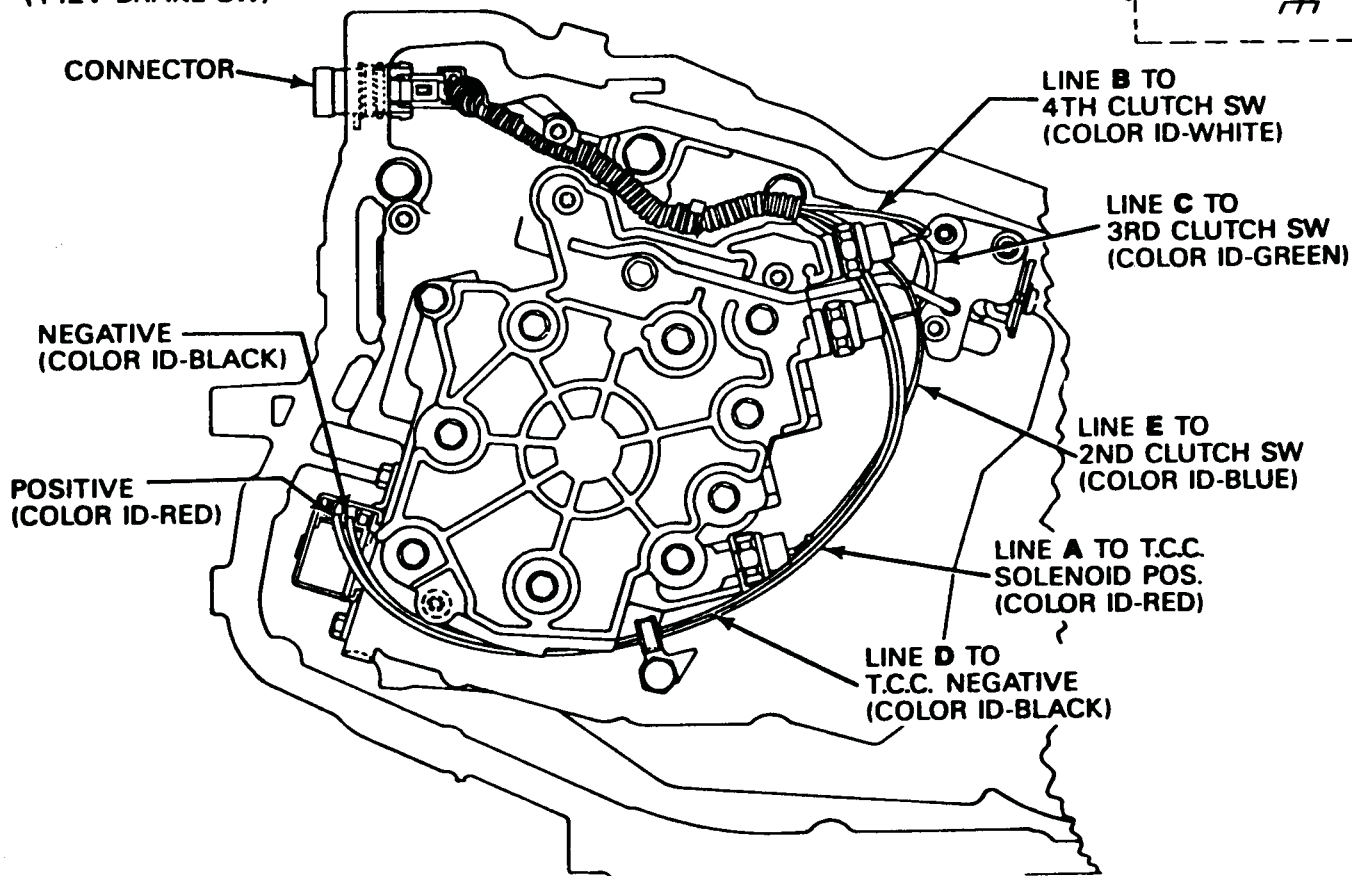 CONNECTOR
LINE B TO
4TH CLUTCH SW
(COLOR ID-WHITE)
LINE C TO
3RD CLUTCH SW
(COLOR ID-GREEN)
NEGATIVE
(COLOR ID-BLACK)
POSITIVE
(COLOR ID-RED)
LINE E TO
2ND CLUTCH SW
(COLOR ID-BLUE)
LINE A TO T.C.C.
SOLENOID POS.
(COLOR ID-RED)
LINE D TO
T.C.C. NEGATIVE
(COLOR ID-BLACK)